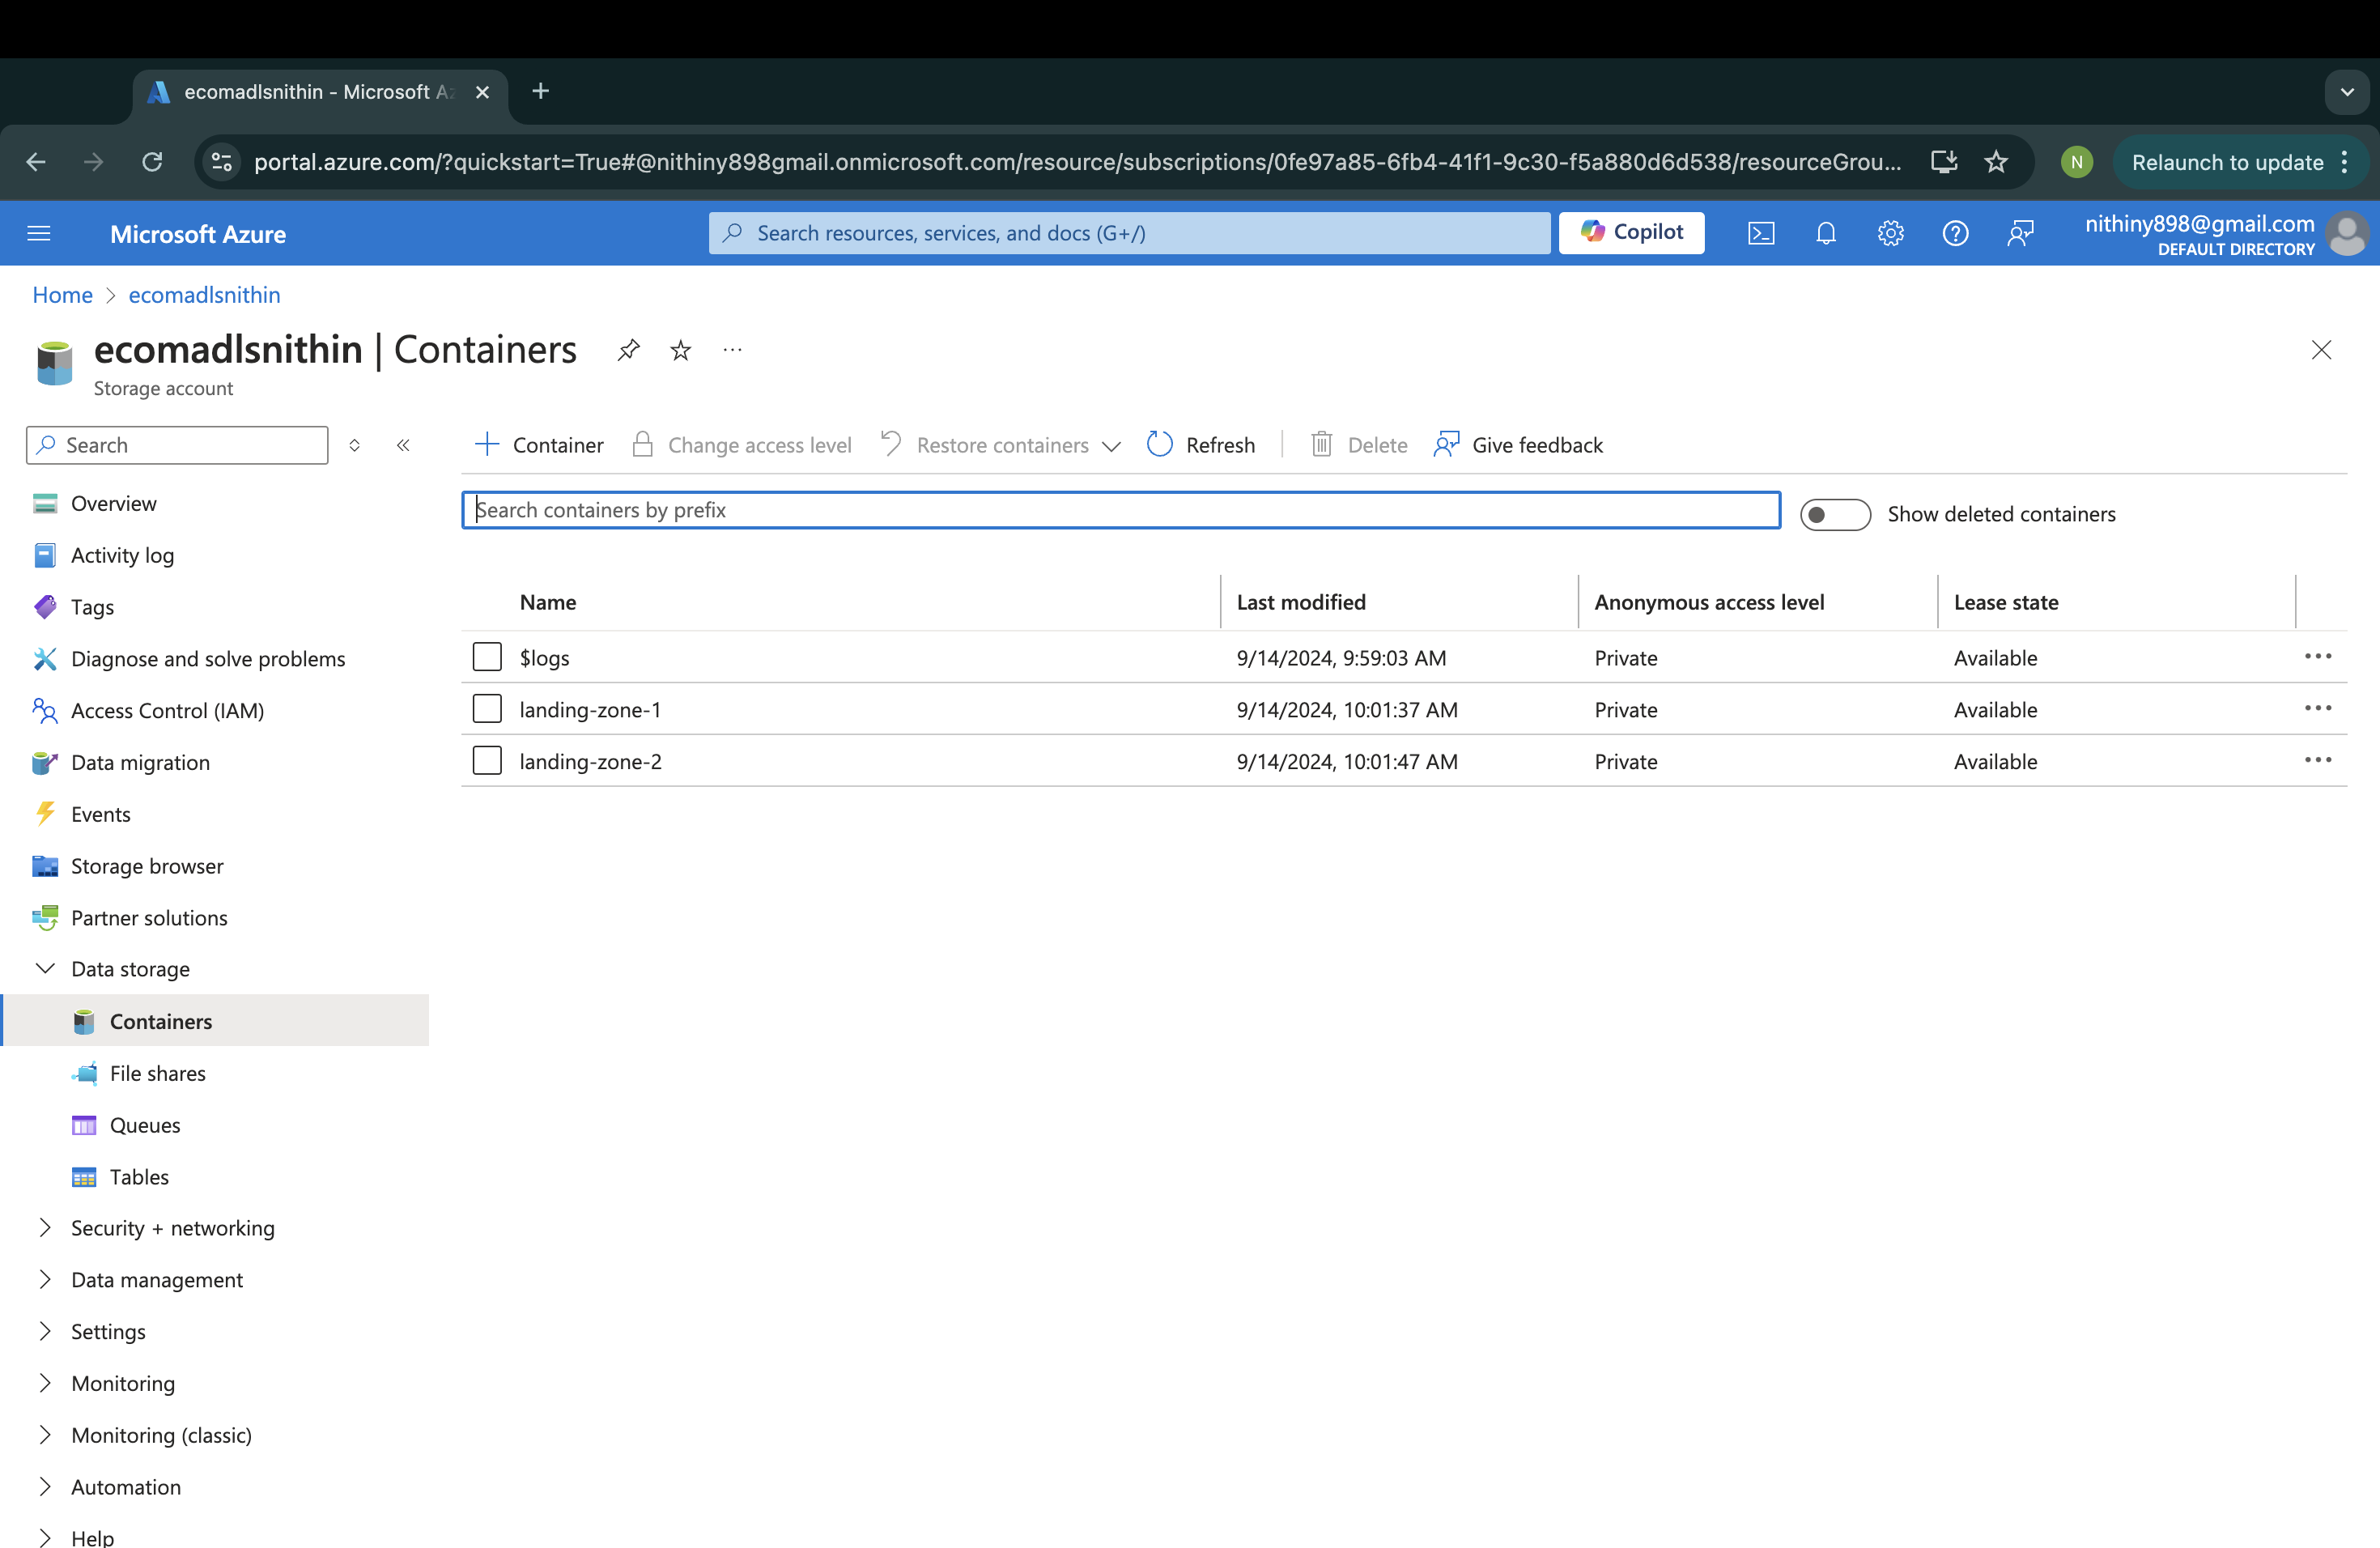 ecomadlsnithin - Microsoft Az
portal.azure.com/?quickstart=True#@nithiny898gmail.onmicrosoft.com/resource/subscriptions/0fe97a85-6fb4-41f1-9c30-f5a880d6d538/resourceGrou...
N
Relaunch to update
Microsoft Azure
Search resources, services, and docs (G+/)
Copilot
nithiny898@gmail.com
DEFAULT DIRECTORY
Home > ecomadlsnithin
ecomadlsnithin | Containers
Storage account
Search
Container
Change access level
Restore containers
Refresh
Delete
Give feedback
Search containers by prefix
Show deleted containers
Name Last modified Anonymous access level Lease state
$logs 9/14/2024, 9:59:03 AM Private Available
landing-zone-1 9/14/2024, 10:01:37 AM Private Available
landing-zone-2 9/14/2024, 10:01:47 AM Private Available
Overview
Activity log
Tags
Diagnose and solve problems
Access Control (IAM)
Data migration
Events
Storage browser
Partner solutions
Data storage
Containers
File shares
Queues
Tables
Security + networking
Data management
Settings
Monitoring
Monitoring (classic)
Automation
Help